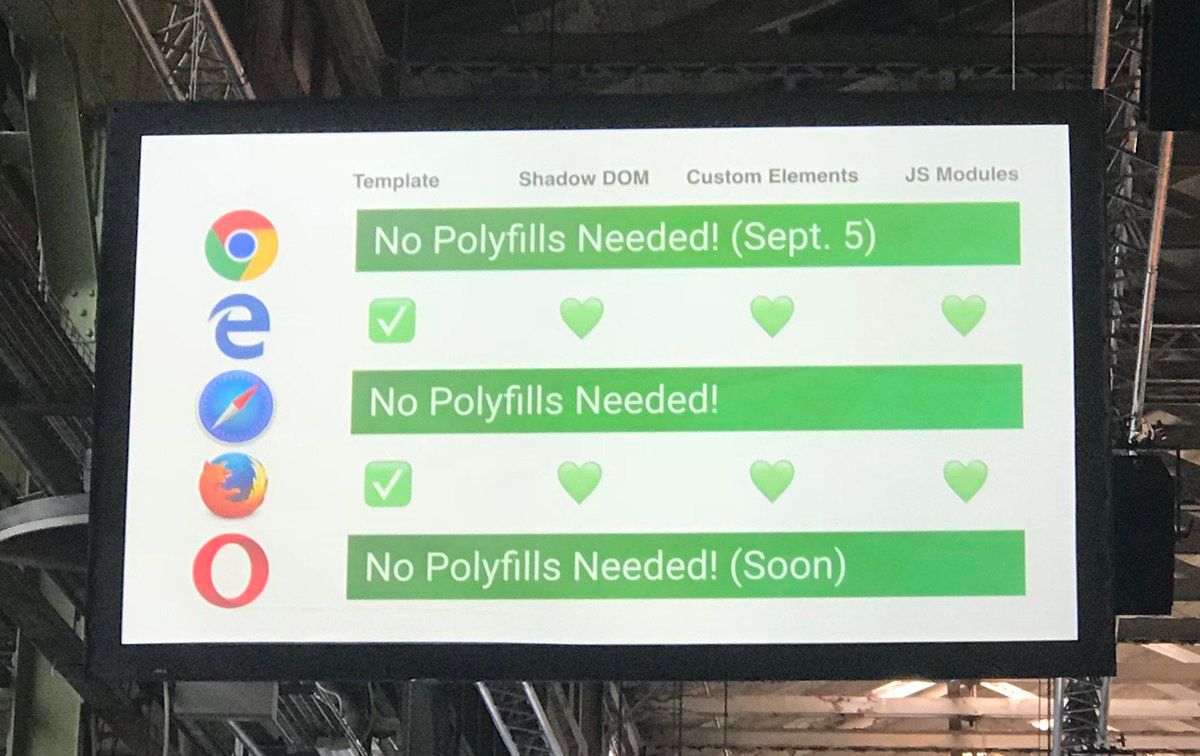 Template Shadow DOM Custom Elements JS Modules
No Polyfills Needed! (Sept. 5)
No Polyfills Needed!
No Polyfills Needed! (Soon)